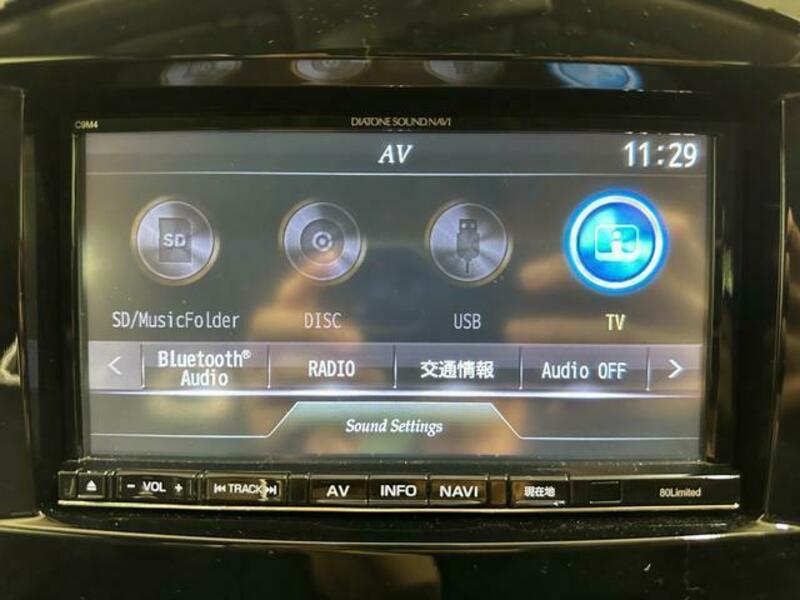 C9M4 DIATONE SOUND.NAVI
AV 11:29
SD
SD/MusicFolder DISC USB TV
< Bluetooth® Audio RADIO 交通情報 Audio OFF >
Sound Settings
- VOL + TRACK AV INFO NAVI 現在地 80Limited